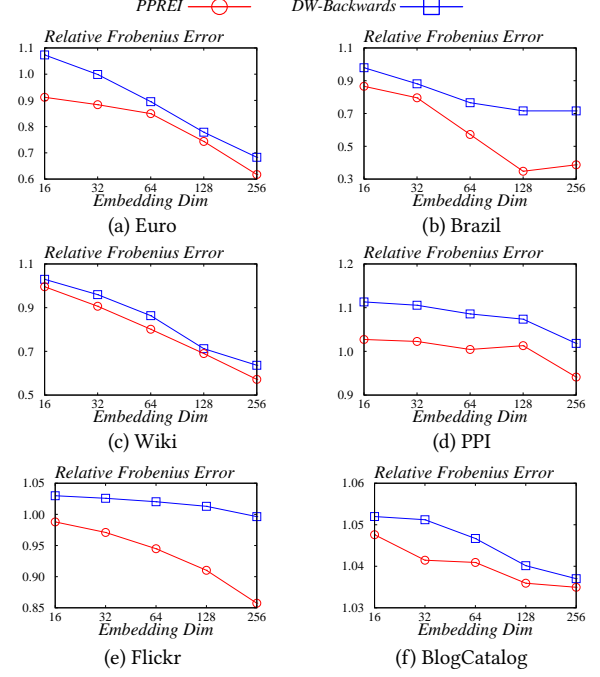 PPREI DW-Backwards
Relative Frobenius Error Relative Frobenius Error
1.1 1.1
1.0
0.9 0.9
0.8
0.7 0.7
0.5
0.6 0.3
16 32 64 128 256 16 32 64 128 256
Embedding Dim Embedding Dim
(a) Euro (b) Brazil
Relative Frobenius Error Relative Frobenius Error
1.1 1.2
0.9 1.1
0.7 1.0
0.5 0.9
16 32 64 128 256 16 32 64 128 256
Embedding Dim Embedding Dim
(c) Wiki (d) PPI
Relative Frobenius Error Relative Frobenius Error
1.05 1.06
1.00 1.05
0.95
0.90 1.04
0.85 1.03
16 32 64 128 256 16 32 64 128 256
Embedding Dim Embedding Dim
(e) Flickr (f) BlogCatalog